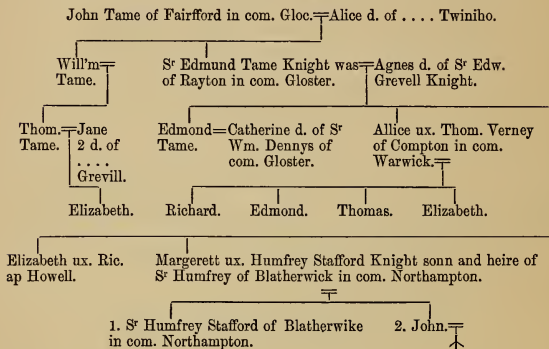 John Tame of Fairfford in com. Gloc.=Alice d. of . . . . Twiniho.
Will'm= Sr Edmund Tame Knight was=Agnes d. of Sr Edw.
Tame. of Rayton in com. Gloster. Grevell Knight.
Thom.=Jane Edmond=Catherine d. of Sr Allice ux. Thom. Verney
Tame. 2 d. of Tame. Wm. Dennys of of Compton in com.
. . . . com. Gloster. Warwick.=
Grevill.
Elizabeth. Richard. Edmond. Thomas. Elizabeth.
Elizabeth ux. Ric. Margerett ux. Humfrey Stafford Knight sonn and heire of
ap Howell. Sr Humfrey of Blatherwick in com. Northampton.
=
1. Sr Humfrey Stafford of Blatherwike 2. John.=
in com. Northampton.